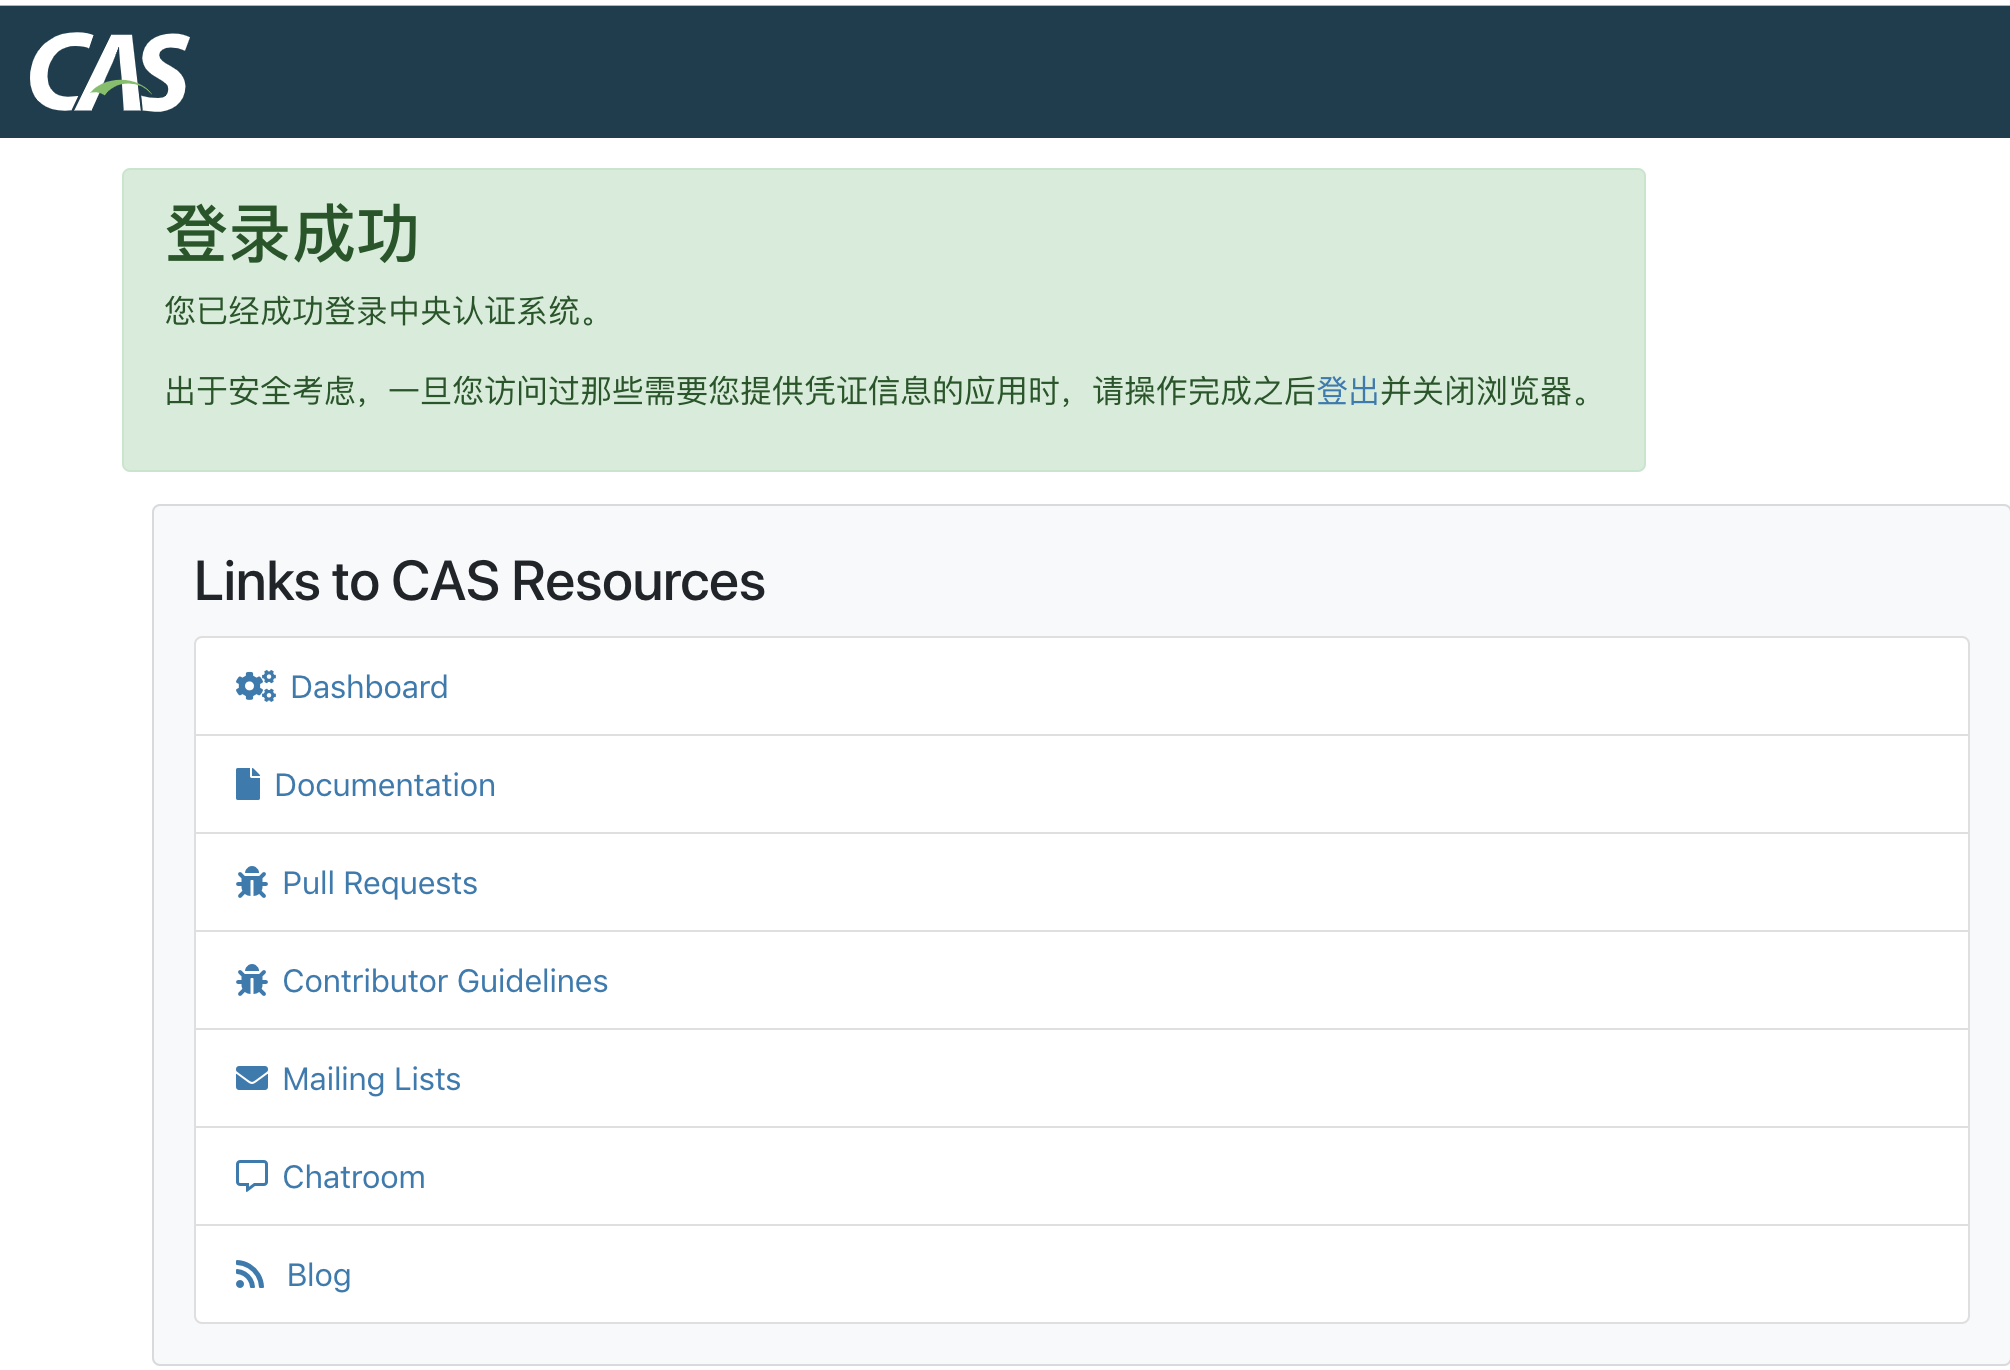 CAS
登录成功
您已经成功登录中央认证系统。
出于安全考虑，一旦您访问过那些需要您提供凭证信息的应用时，请操作完成之后登出并关闭浏览器。
Links to CAS Resources
Dashboard
Documentation
Pull Requests
Contributor Guidelines
Mailing Lists
Chatroom
Blog